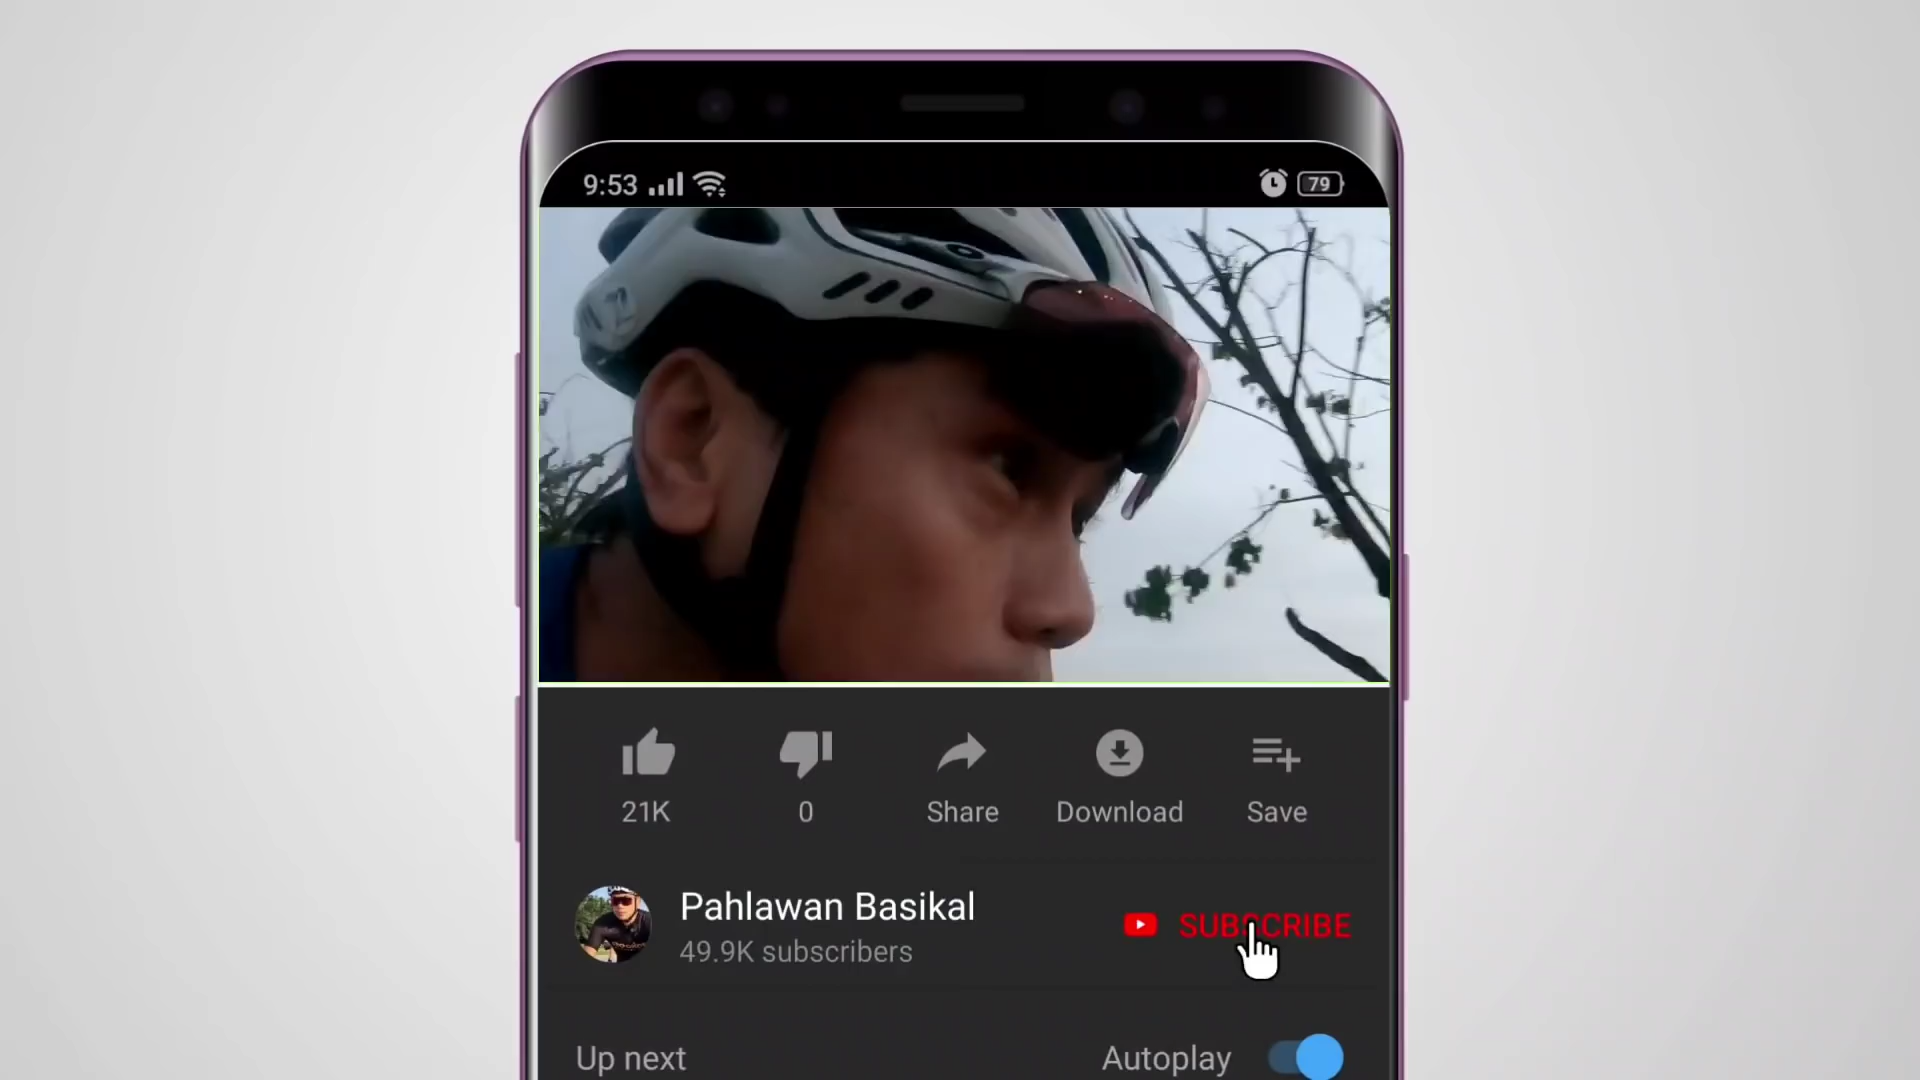 9:53
79
21K
0
Share
Download
Save
Pahlawan Basikal
SUBSCRIBE
49.9K subscribers
Up next
Autoplay